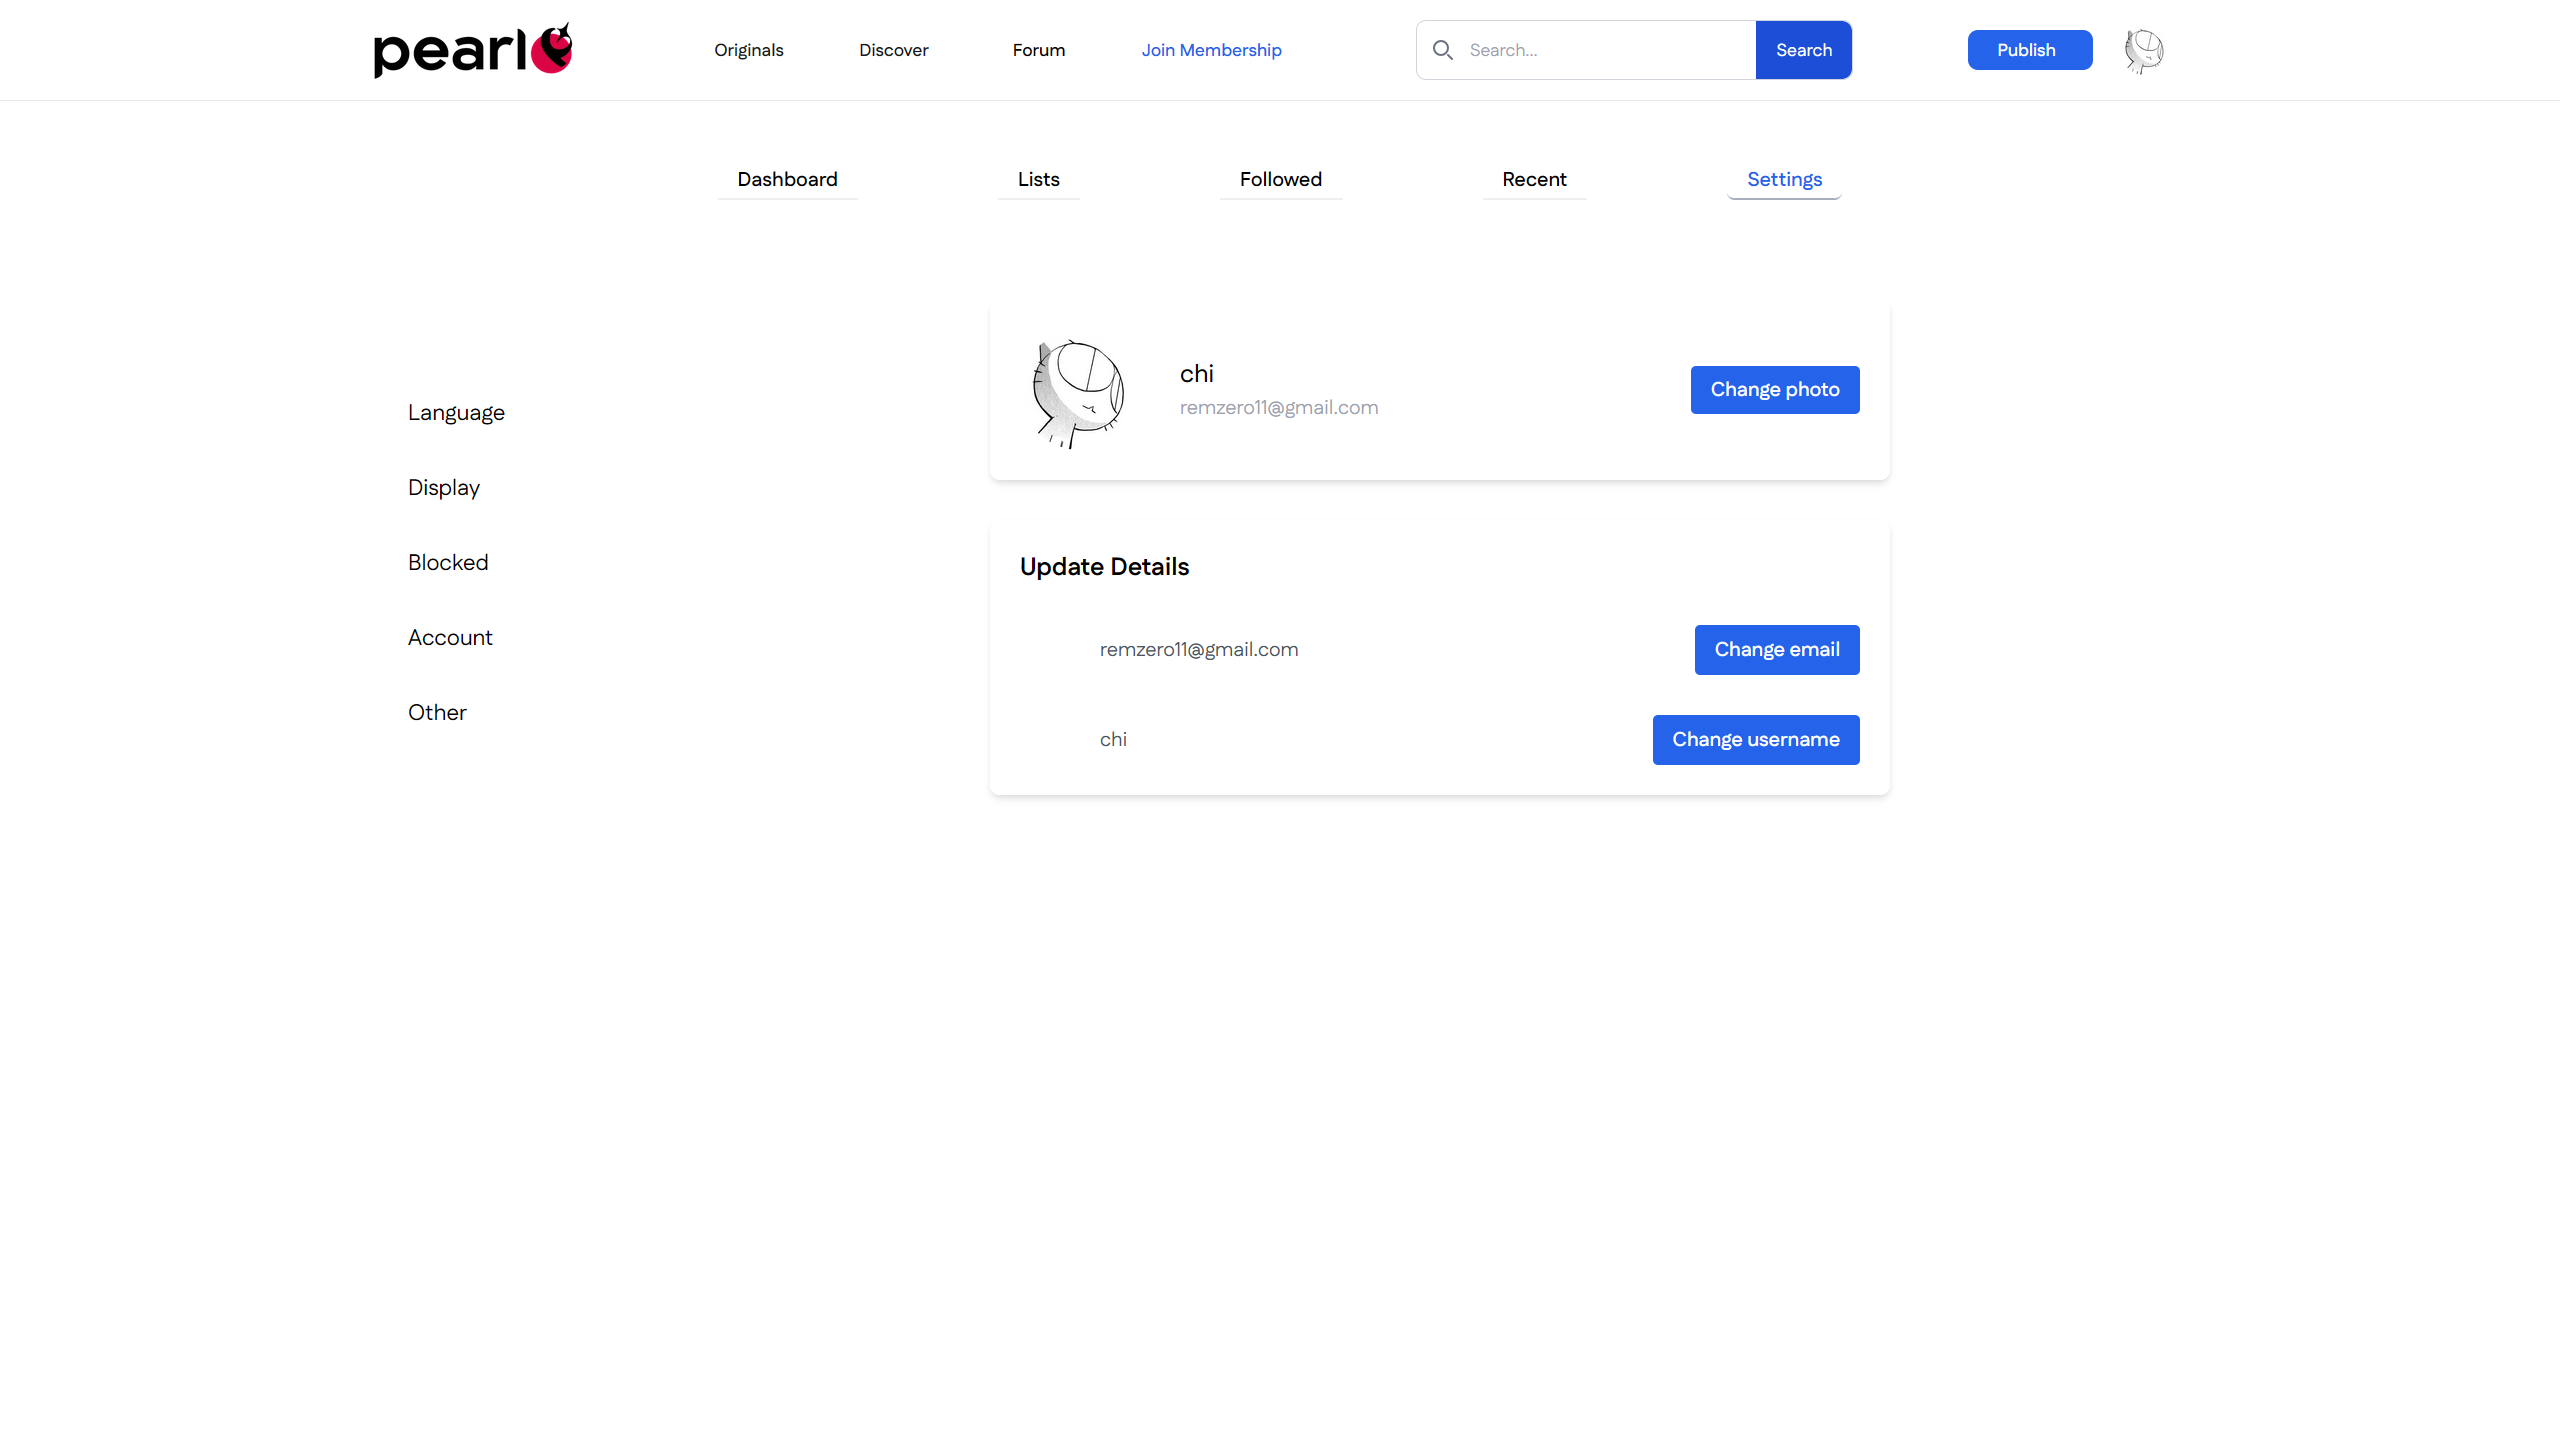 pearl
Originals Discover Forum Join Membership Search... Search Publish
Dashboard Lists Followed Recent Settings
Language
Display
Blocked
Account
Other
chi
remzero11@gmail.com
Change photo
Update Details
remzero11@gmail.com Change email
chi Change username